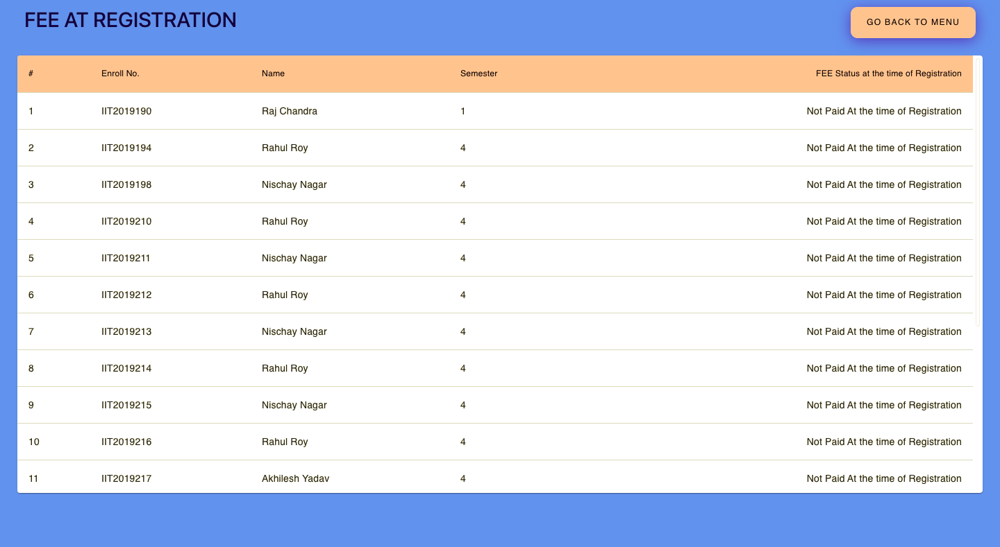 FEE AT REGISTRATION
GO BACK TO MENU
# Enroll No. Name Semester FEE Status at the time of Registration
1 IIT2019190 Raj Chandra 1 Not Paid At the time of Registration
2 IIT2019194 Rahul Roy 4 Not Paid At the time of Registration
3 IIT2019198 Nischay Nagar 4 Not Paid At the time of Registration
4 IIT2019210 Rahul Roy 4 Not Paid At the time of Registration
5 IIT2019211 Nischay Nagar 4 Not Paid At the time of Registration
6 IIT2019212 Rahul Roy 4 Not Paid At the time of Registration
7 IIT2019213 Nischay Nagar 4 Not Paid At the time of Registration
8 IIT2019214 Rahul Roy 4 Not Paid At the time of Registration
9 IIT2019215 Nischay Nagar 4 Not Paid At the time of Registration
10 IIT2019216 Rahul Roy 4 Not Paid At the time of Registration
11 IIT2019217 Akhilesh Yadav 4 Not Paid At the time of Registration